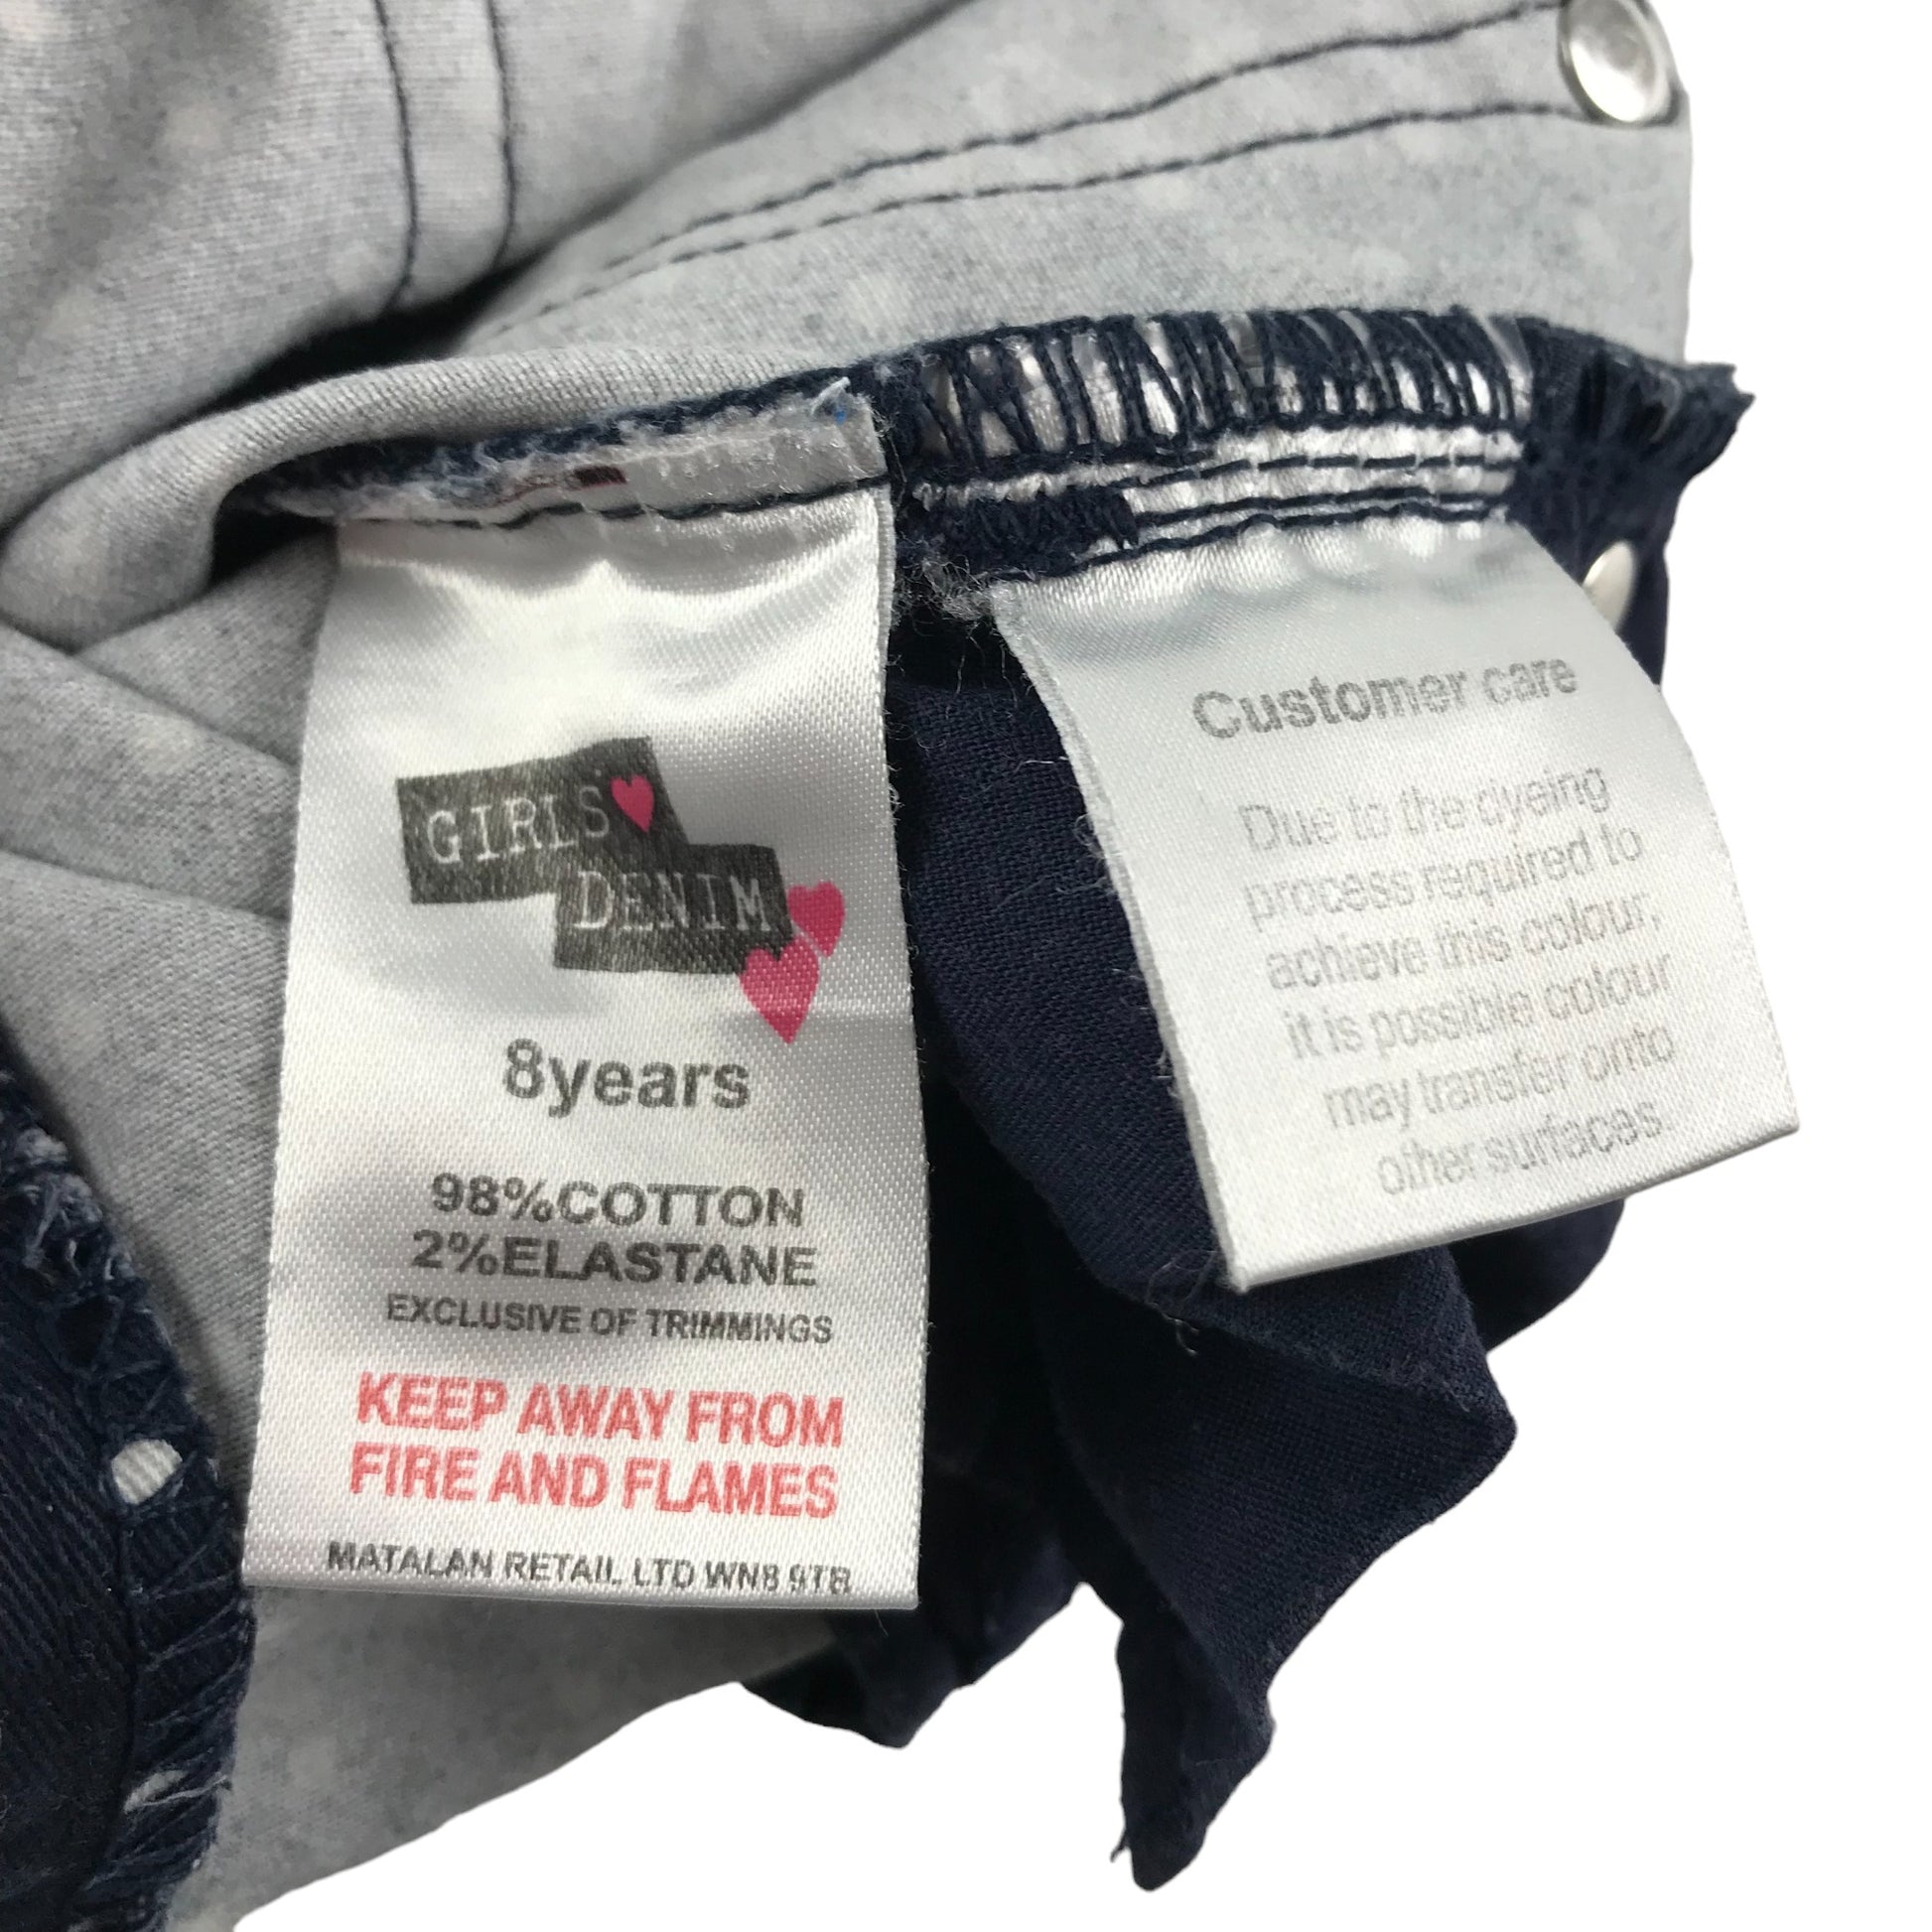 GIRLS
DENIM
8years
98%COTTON
2%ELASTANE
EXCLUSIVE OF TRIMMINGS
KEEP AWAY FROM
FIRE AND FLAMES
MATALAN RETAIL LTD WN8 9TB
Customer care
Due to the dyeing
process required to
achieve this colour,
it is possible colour
may transfer onto
other surfaces.